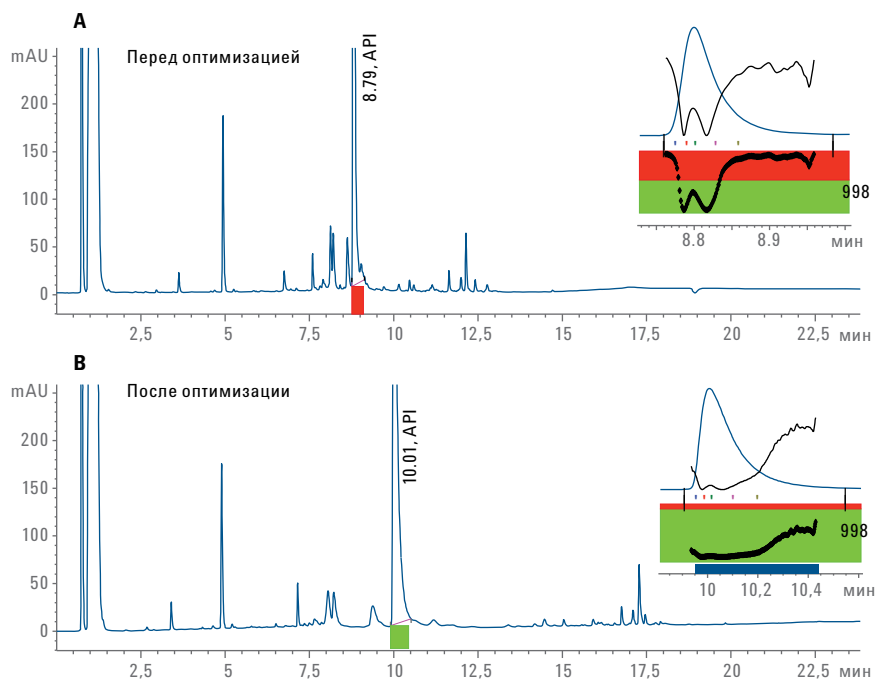 A
mAU
Перед оптимизацией
8.79, API
200
150
100
50
0
998
8.8 8.9 мин
2,5 5 7,5 10 12,5 15 17,5 20 22,5 мин
B
mAU
После оптимизации
10.01, API
200
150
100
50
0
998
10 10,2 10,4 мин
2,5 5 7,5 10 12,5 15 17,5 20 22,5 мин